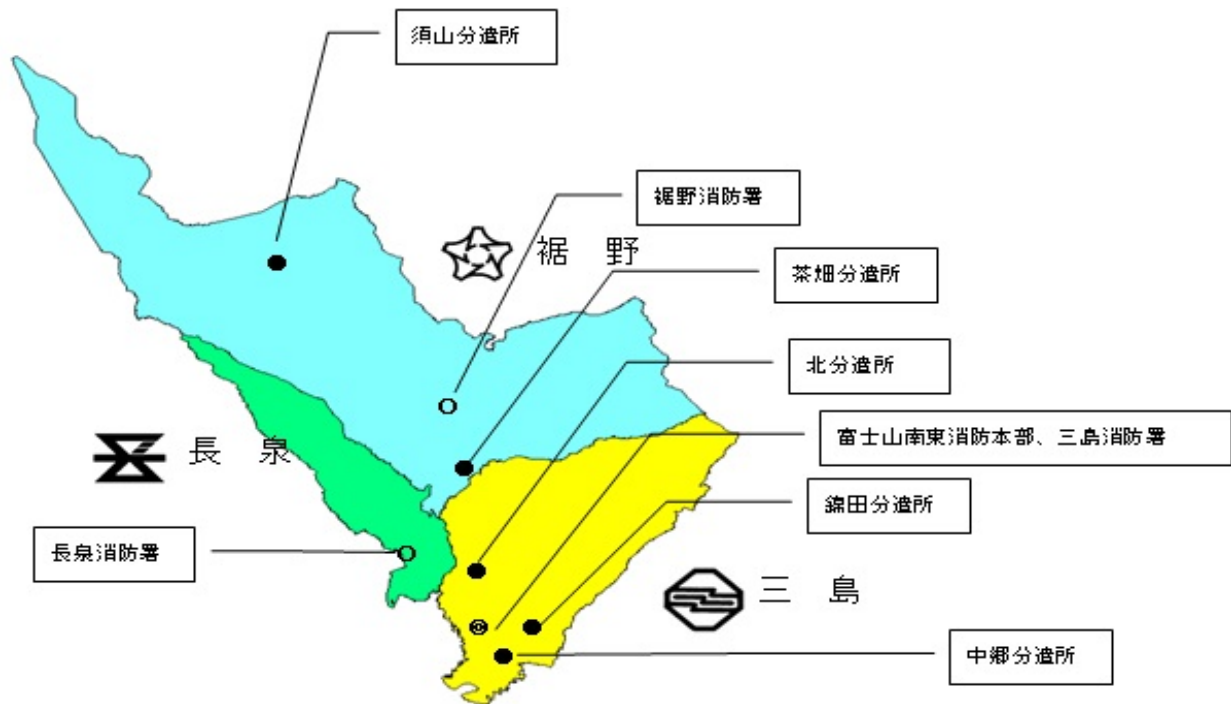 須山分遣所
裾野消防署
裾 野
茶畑分遣所
北分遣所
富士山南東消防本部、三島消防署
長 泉
錦田分遣所
長泉消防署
三 島
中郷分遣所